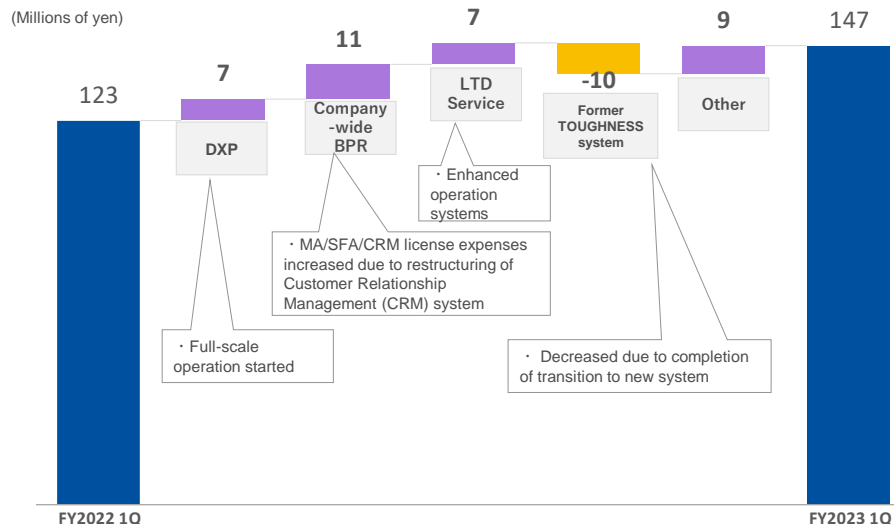 (Millions of yen)
123
7
11
7
-10
9
147
DXP
Company
-wide
BPR
LTD
Service
Former
TOUGHNESS
system
Other
・Enhanced
operation
systems
・MA/SFA/CRM license expenses
increased due to restructuring of
Customer Relationship
Management (CRM) system
・Full-scale
operation started
・ Decreased due to completion
of transition to new system
FY2022 1Q
FY2023 1Q